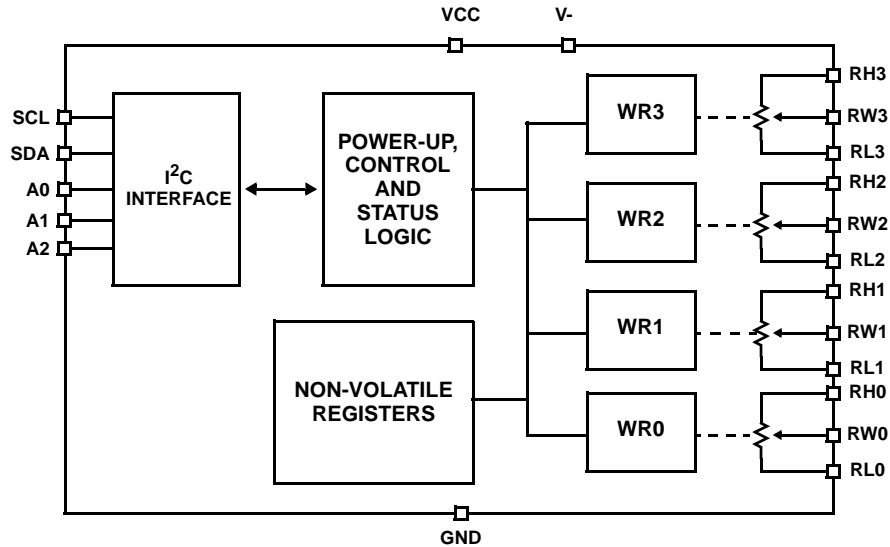 VCC
V-
SCL
SDA
A0
A1
A2
I²C
INTERFACE
POWER-UP,
CONTROL
AND
STATUS
LOGIC
NON-VOLATILE
REGISTERS
WR3
WR2
WR1
WR0
RH3
RW3
RL3
RH2
RW2
RL2
RH1
RW1
RL1
RH0
RW0
RL0
GND